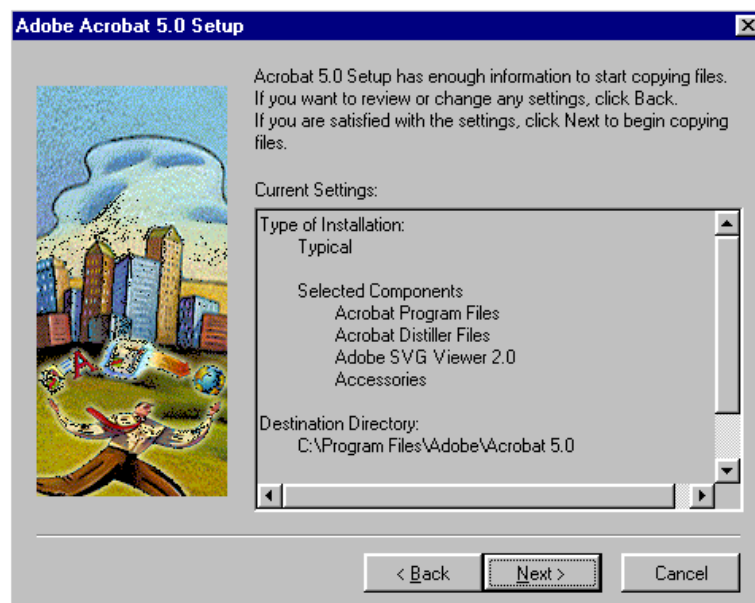 Adobe Acrobat 5.0 Setup
Acrobat 5.0 Setup has enough information to start copying files.
If you want to review or change any settings, click Back.
If you are satisfied with the settings, click Next to begin copying
files.
Current Settings:
Type of Installation:
Typical
Selected Components
Acrobat Program Files
Acrobat Distiller Files
Adobe SVG Viewer 2.0
Accessories
Destination Directory:
C:\Program Files\Adobe\Acrobat 5.0
< Back
Next >
Cancel